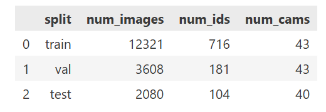 split num_images num_ids num_cams
0 train 12321 716 43
1 val 3608 181 43
2 test 2080 104 40